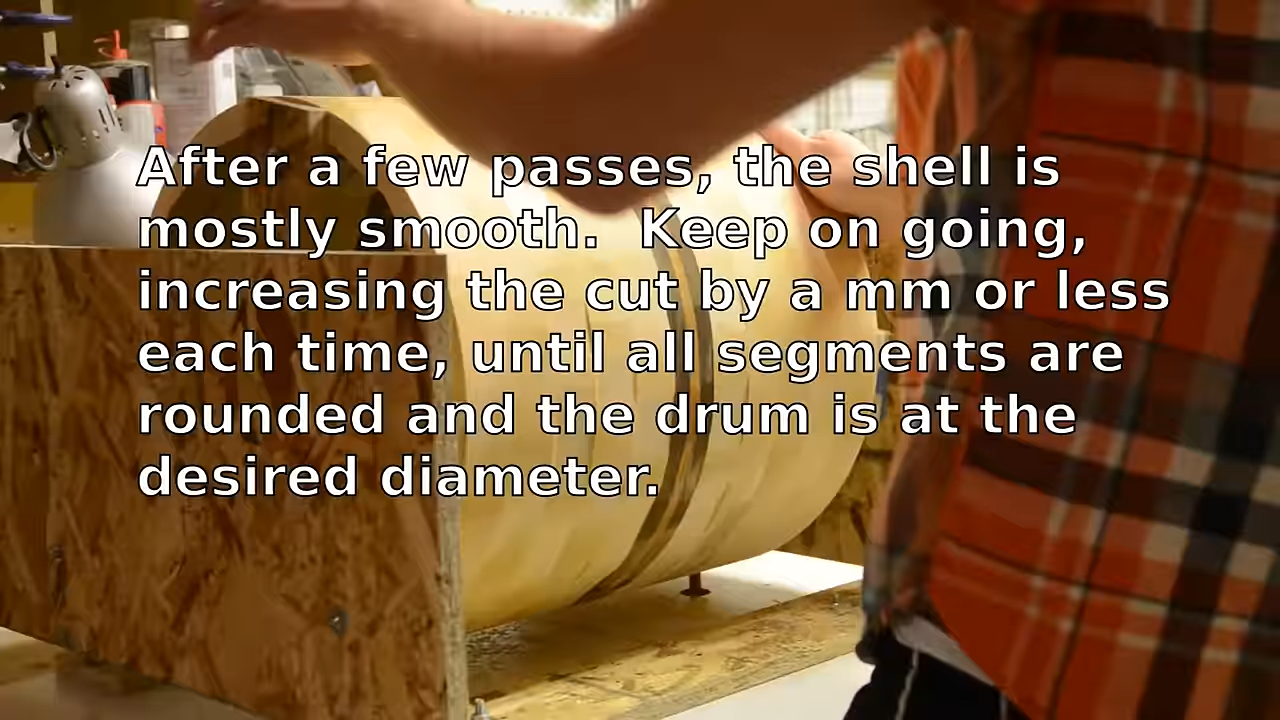 After a few passes, the shell is
mostly smooth.  Keep on going,
increasing the cut by a mm or less
each time, until all segments are
rounded and the drum is at the
desired diameter.